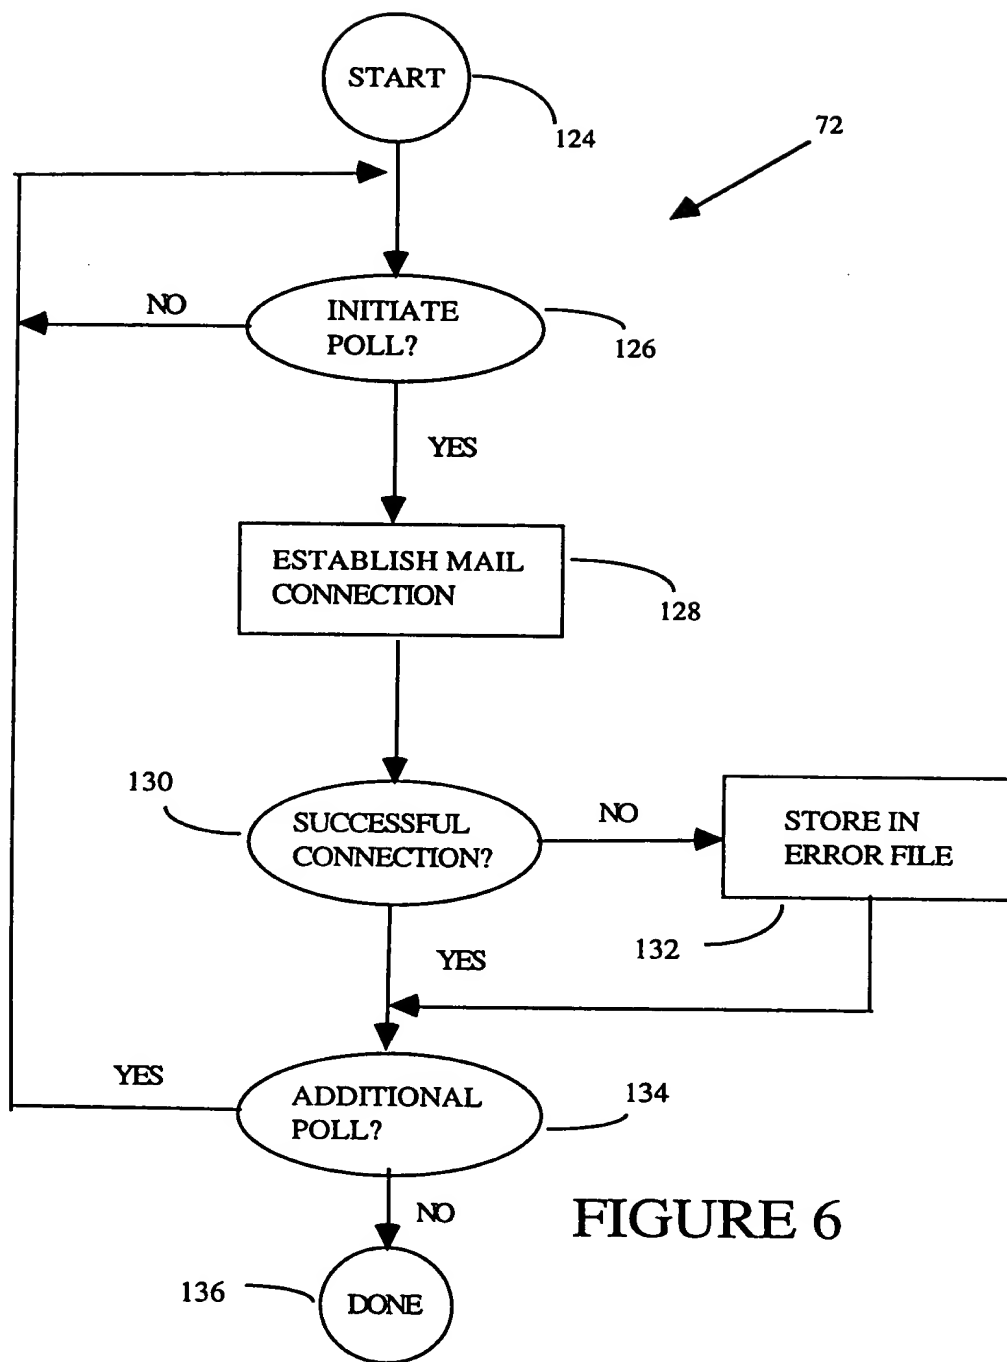 START
124
72
NO
INITIATE
POLL?
126
YES
ESTABLISH MAIL
CONNECTION
128
130
SUCCESSFUL
CONNECTION?
NO
STORE IN
ERROR FILE
132
YES
YES
ADDITIONAL
POLL?
134
NO
FIGURE 6
136
DONE